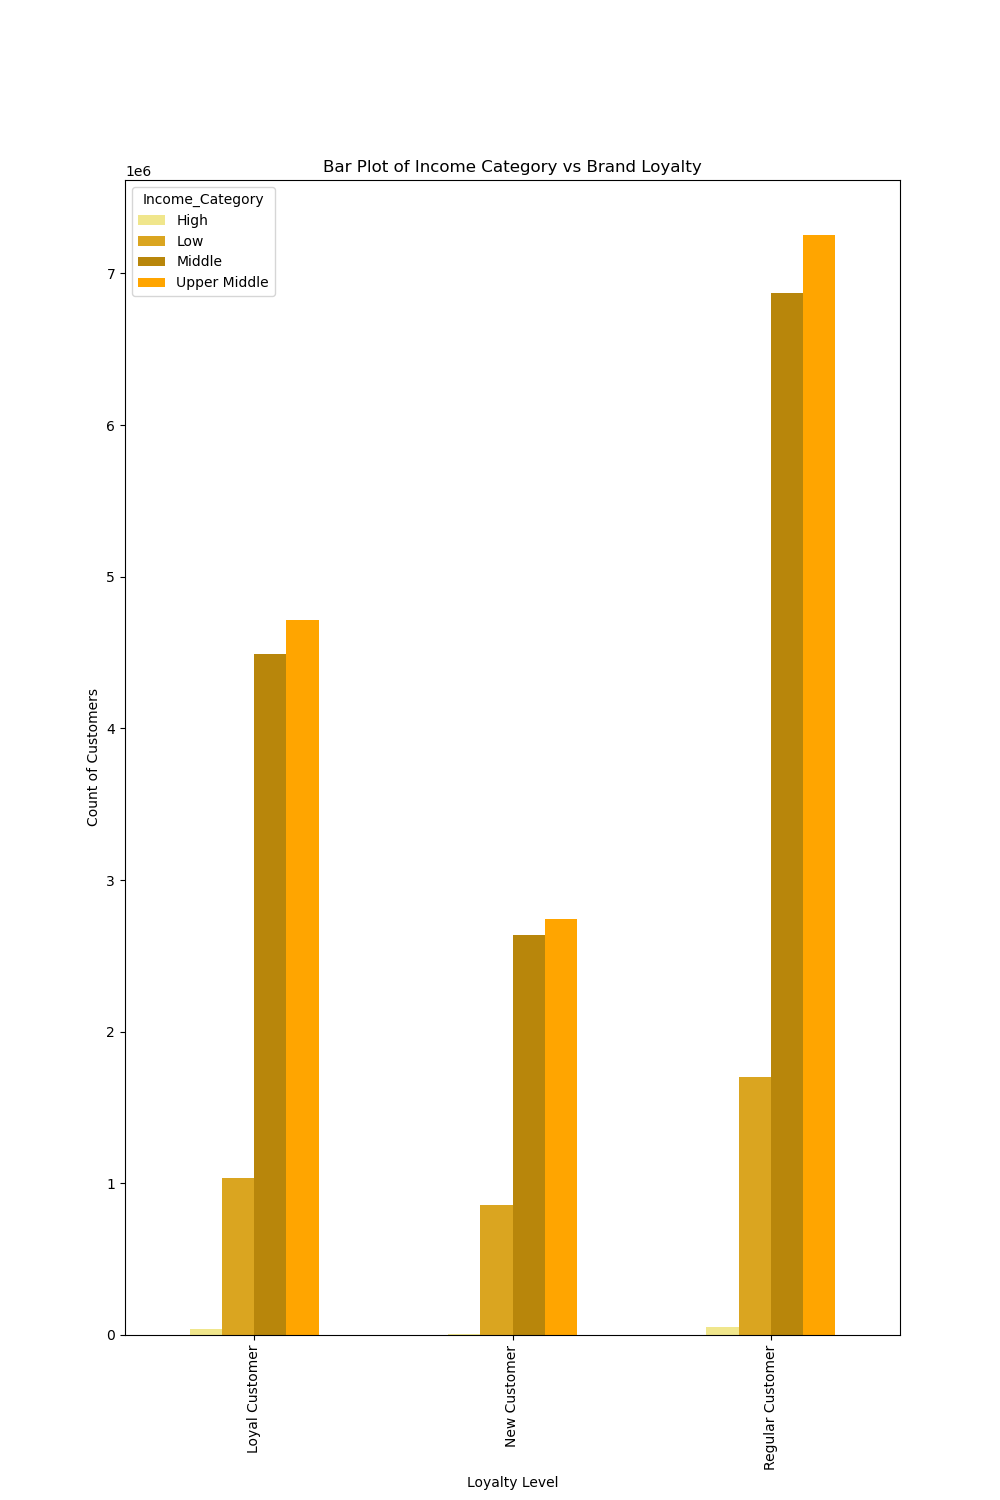 Bar Plot of Income Category vs Brand Loyalty
1e6
Income_Category
High
Low
Middle
Upper Middle
7
6
5
4
3
2
1
0
Count of Customers
Loyal Customer
New Customer
Regular Customer
Loyalty Level